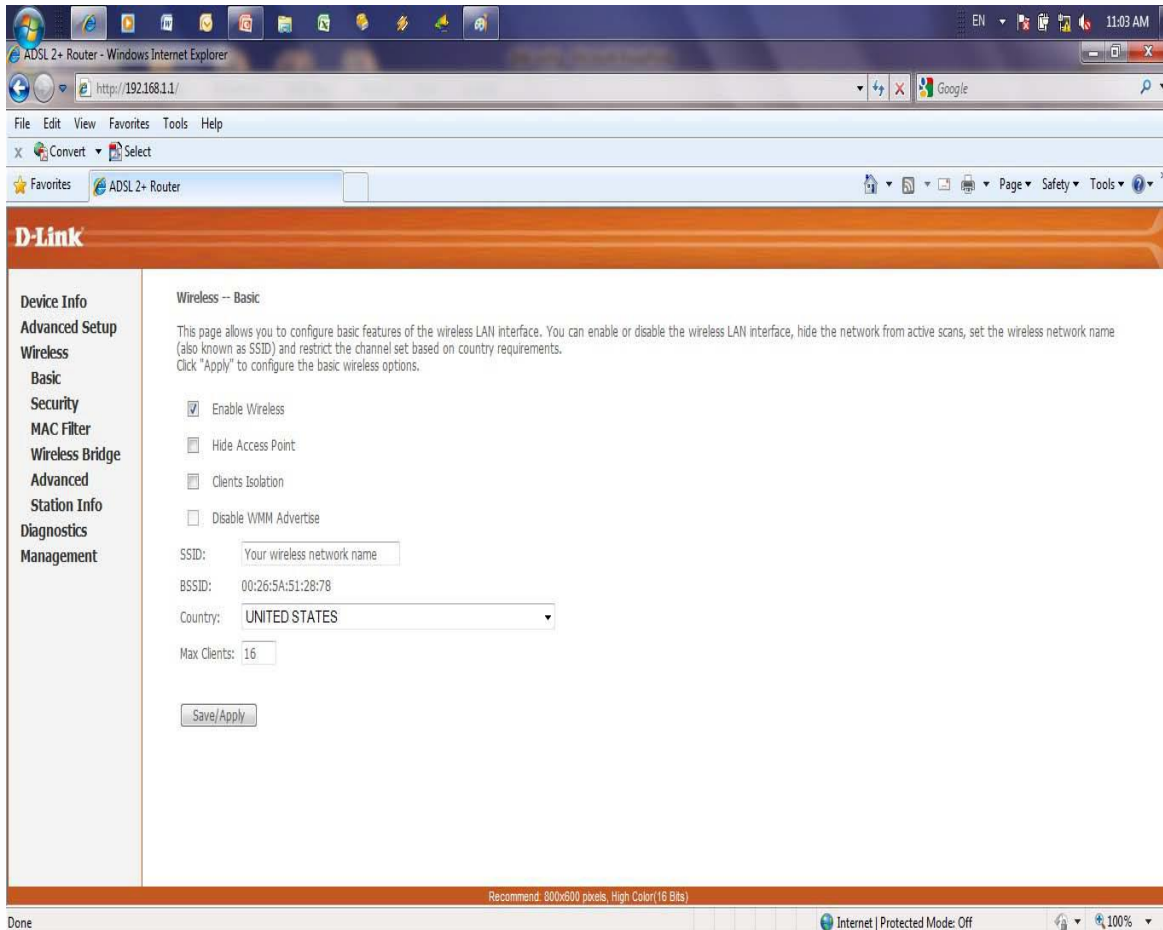 EN 11:03 AM
ADSL 2+ Router - Windows Internet Explorer
http://192.168.1.1/ Google
File Edit View Favorites Tools Help
x Convert Select
Favorites ADSL 2+ Router Page Safety Tools
D-Link
Device Info
Advanced Setup
Wireless
Basic
Security
MAC Filter
Wireless Bridge
Advanced
Station Info
Diagnostics
Management
Wireless -- Basic
This page allows you to configure basic features of the wireless LAN interface. You can enable or disable the wireless LAN interface, hide the network from active scans, set the wireless network name
(also known as SSID) and restrict the channel set based on country requirements.
Click "Apply" to configure the basic wireless options.
Enable Wireless
Hide Access Point
Clients Isolation
Disable WMM Advertise
SSID: Your wireless network name
BSSID: 00:26:5A:51:28:78
Country: UNITED STATES
Max Clients: 16
Save/Apply
Recommend: 800x600 pixels, High Color(16 Bits)
Done Internet | Protected Mode: Off 100%